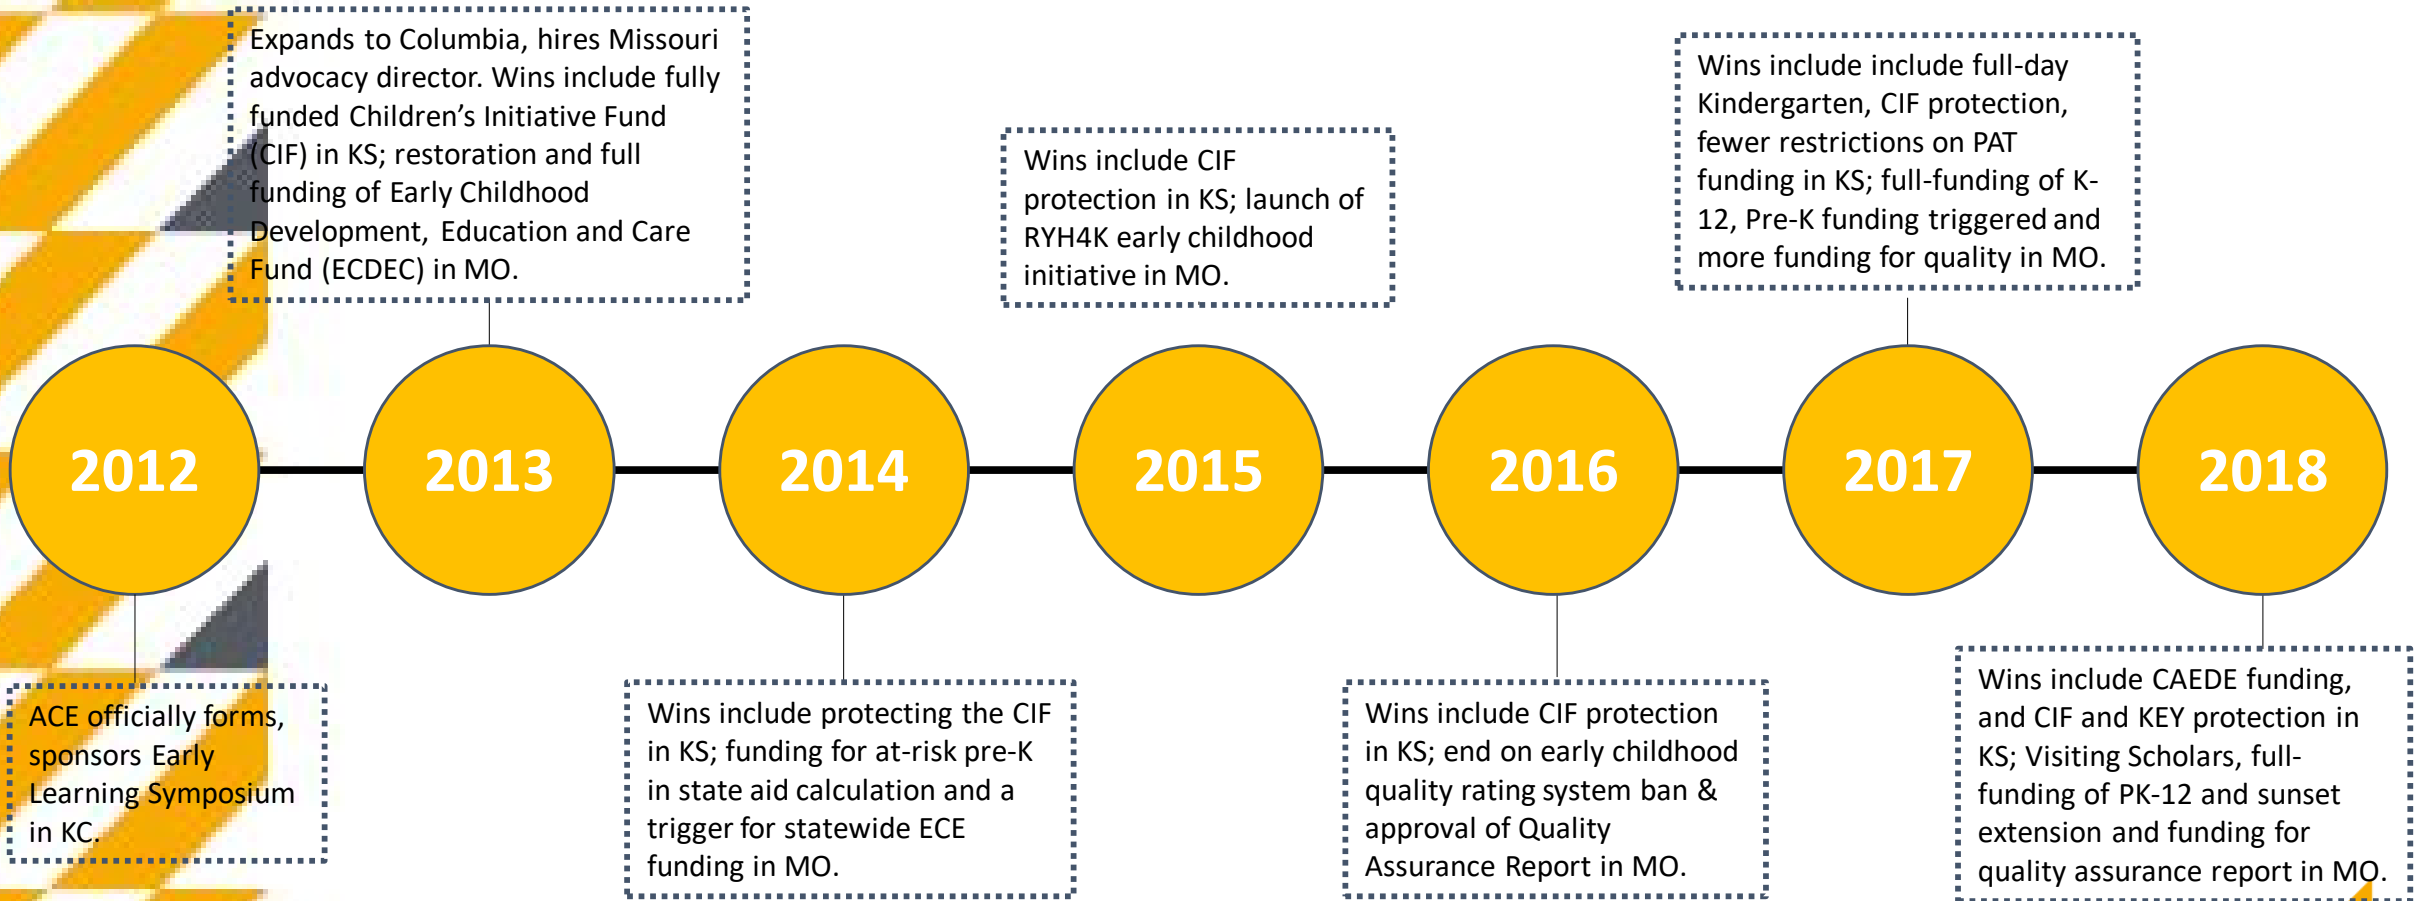 Expands to Columbia, hires Missouri
advocacy director. Wins include fully
funded Children’s Initiative Fund
(CIF) in KS; restoration and full
funding of Early Childhood
Development, Education and Care
Fund (ECDEC) in MO.
Wins include CIF
protection in KS; launch of
RYH4K early childhood
initiative in MO.
Wins include include full-day
Kindergarten, CIF protection,
fewer restrictions on PAT
funding in KS; full-funding of K-
12, Pre-K funding triggered and
more funding for quality in MO.
2012
2013
2014
2015
2016
2017
2018
ACE officially forms,
sponsors Early
Learning Symposium
in KC.
Wins include protecting the CIF
in KS; funding for at-risk pre-K
in state aid calculation and a
trigger for statewide ECE
funding in MO.
Wins include CIF protection
in KS; end on early childhood
quality rating system ban &
approval of Quality
Assurance Report in MO.
Wins include CAEDE funding,
and CIF and KEY protection in
KS; Visiting Scholars, full-
funding of PK-12 and sunset
extension and funding for
quality assurance report in MO.